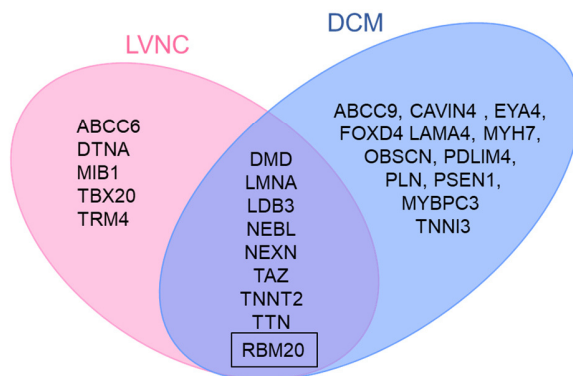 LVNC
DCM
ABCC6
DTNA
MIB1
TBX20
TRM4
DMD
LMNA
LDB3
NEBL
NEXN
TAZ
TNNT2
TTN
RBM20
ABCC9, CAVIN4 , EYA4,
FOXD4 LAMA4, MYH7,
OBSCN, PDLIM4,
PLN, PSEN1,
MYBPC3
TNNI3